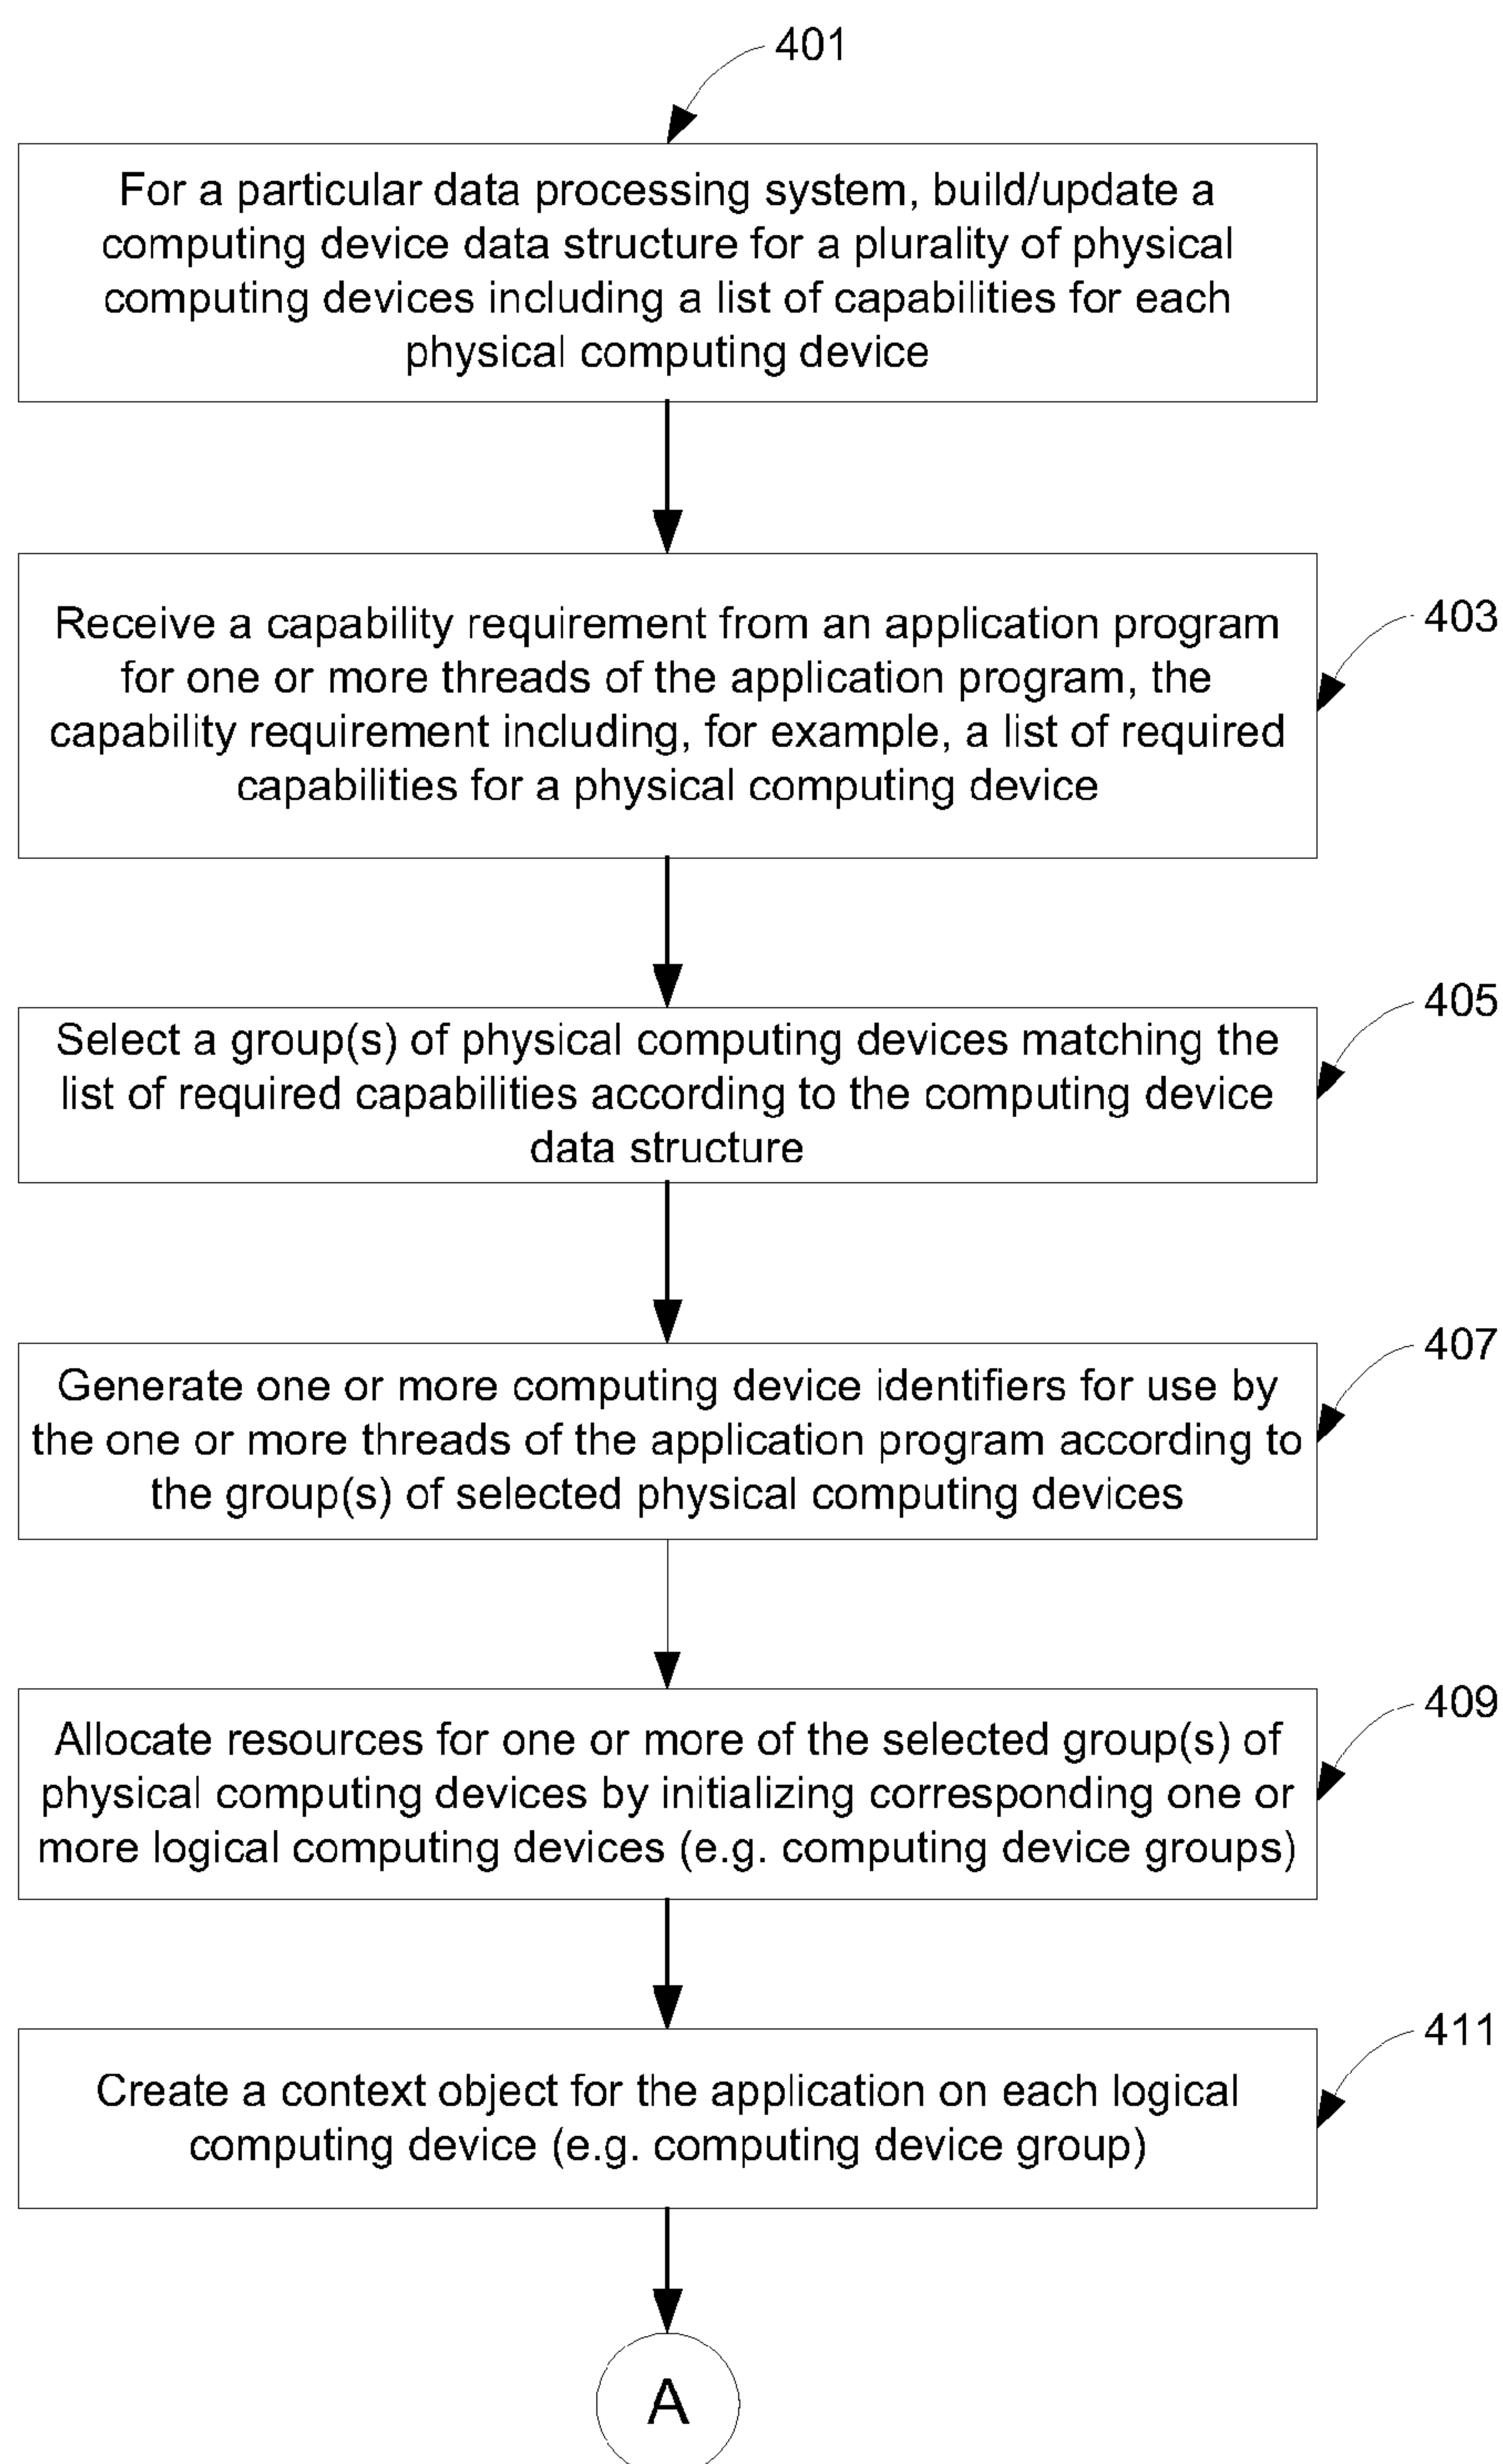 401
For a particular data processing system, build/update a
computing device data structure for a plurality of physical
computing devices including a list of capabilities for each
physical computing device
Receive a capability requirement from an application program
for one or more threads of the application program, the
capability requirement including, for example, a list of required
capabilities for a physical computing device
403
Select a group(s) of physical computing devices matching the
list of required capabilities according to the computing device
data structure
405
Generate one or more computing device identifiers for use by
the one or more threads of the application program according to
the group(s) of selected physical computing devices
407
Allocate resources for one or more of the selected group(s) of
physical computing devices by initializing corresponding one or
more logical computing devices (e.g. computing device groups)
409
Create a context object for the application on each logical
computing device (e.g. computing device group)
411
A